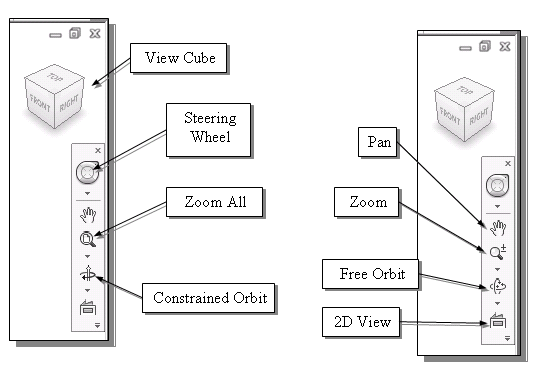 TOP
FRONT
RIGHT
View Cube
Steering
Wheel
Zoom All
Constrained Orbit
TOP
FRONT
RIGHT
Pan
Zoom
Free Orbit
2D View